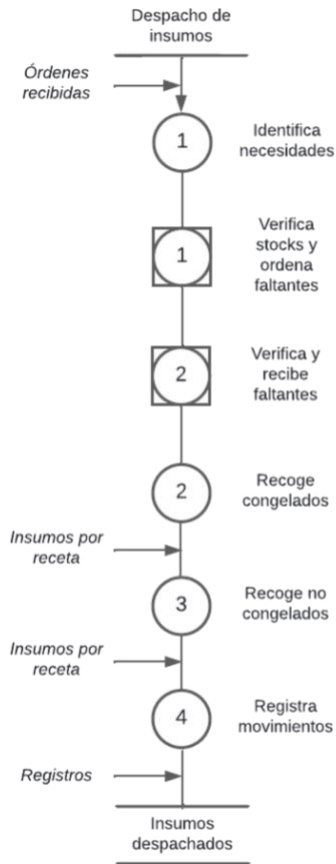 Despacho de
insumos
Órdenes
recibidas
1
Identifica
necesidades
1
Verifica
stocks y
ordena
faltantes
2
Verifica y
recibe
faltantes
2
Recoge
congelados
Insumos por
receta
3
Recoge no
congelados
Insumos por
receta
4
Registra
movimientos
Registros
Insumos
despachados